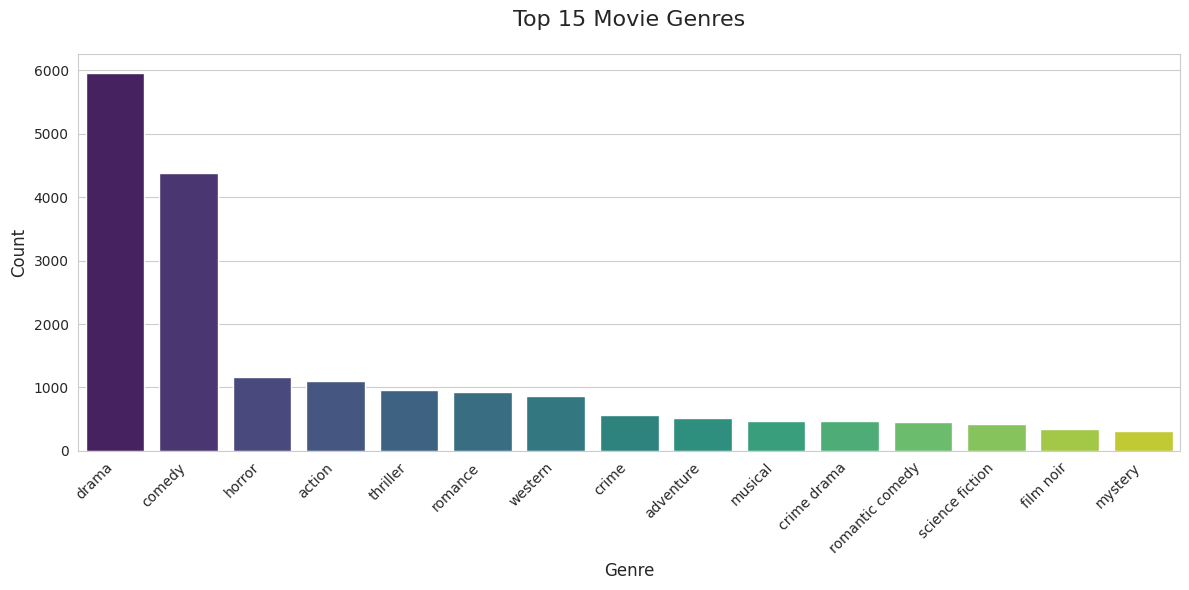 Top 15 Movie Genres
Count
6000
5000
4000
3000
2000
1000
0
drama
comedy
horror
action
thriller
romance
western
crime
adventure
musical
crime drama
romantic comedy
science fiction
film noir
mystery
Genre